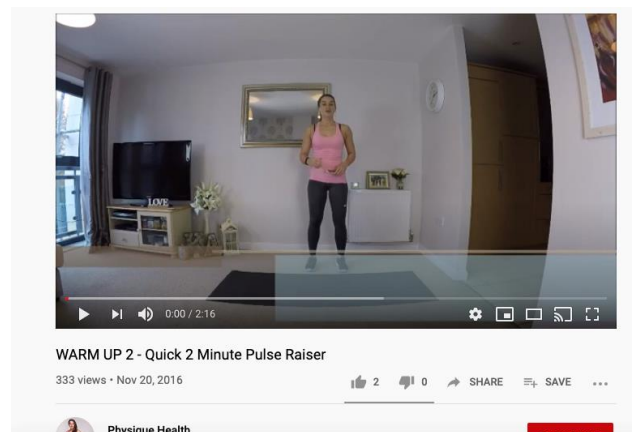 LOVE
0:00 / 2:16
WARM UP 2 - Quick 2 Minute Pulse Raiser
333 views • Nov 20, 2016
2 0 SHARE SAVE
Physique Health